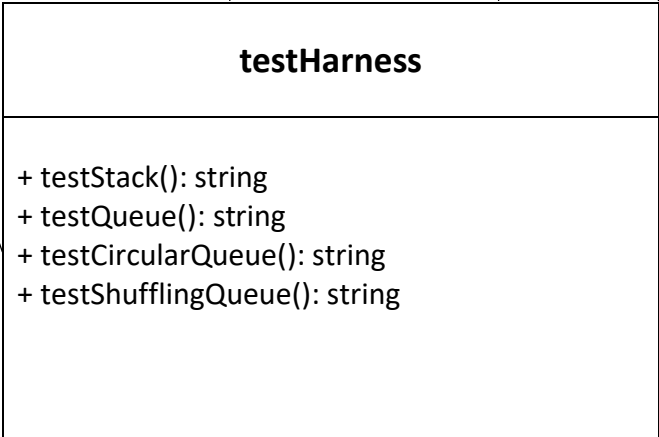 testHarness
+ testStack(): string
+ testQueue(): string
+ testCircularQueue(): string
+ testShufflingQueue(): string